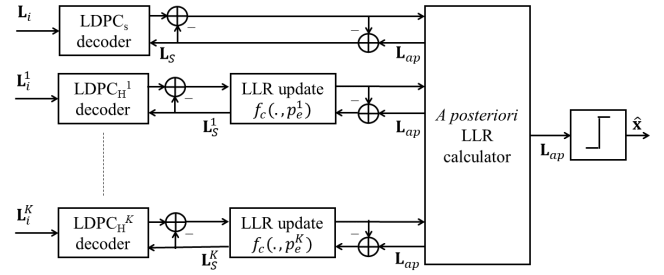 L_i
LDPC_s decoder
−
−
L_S
L_ap
L_i^1
LDPC_H^1 decoder
−
LLR update f_c(., p_e^1)
−
L_S^1
L_ap
A posteriori LLR calculator
L_ap
x̂
L_i^K
LDPC_H^K decoder
−
LLR update f_c(., p_e^K)
−
L_S^K
L_ap